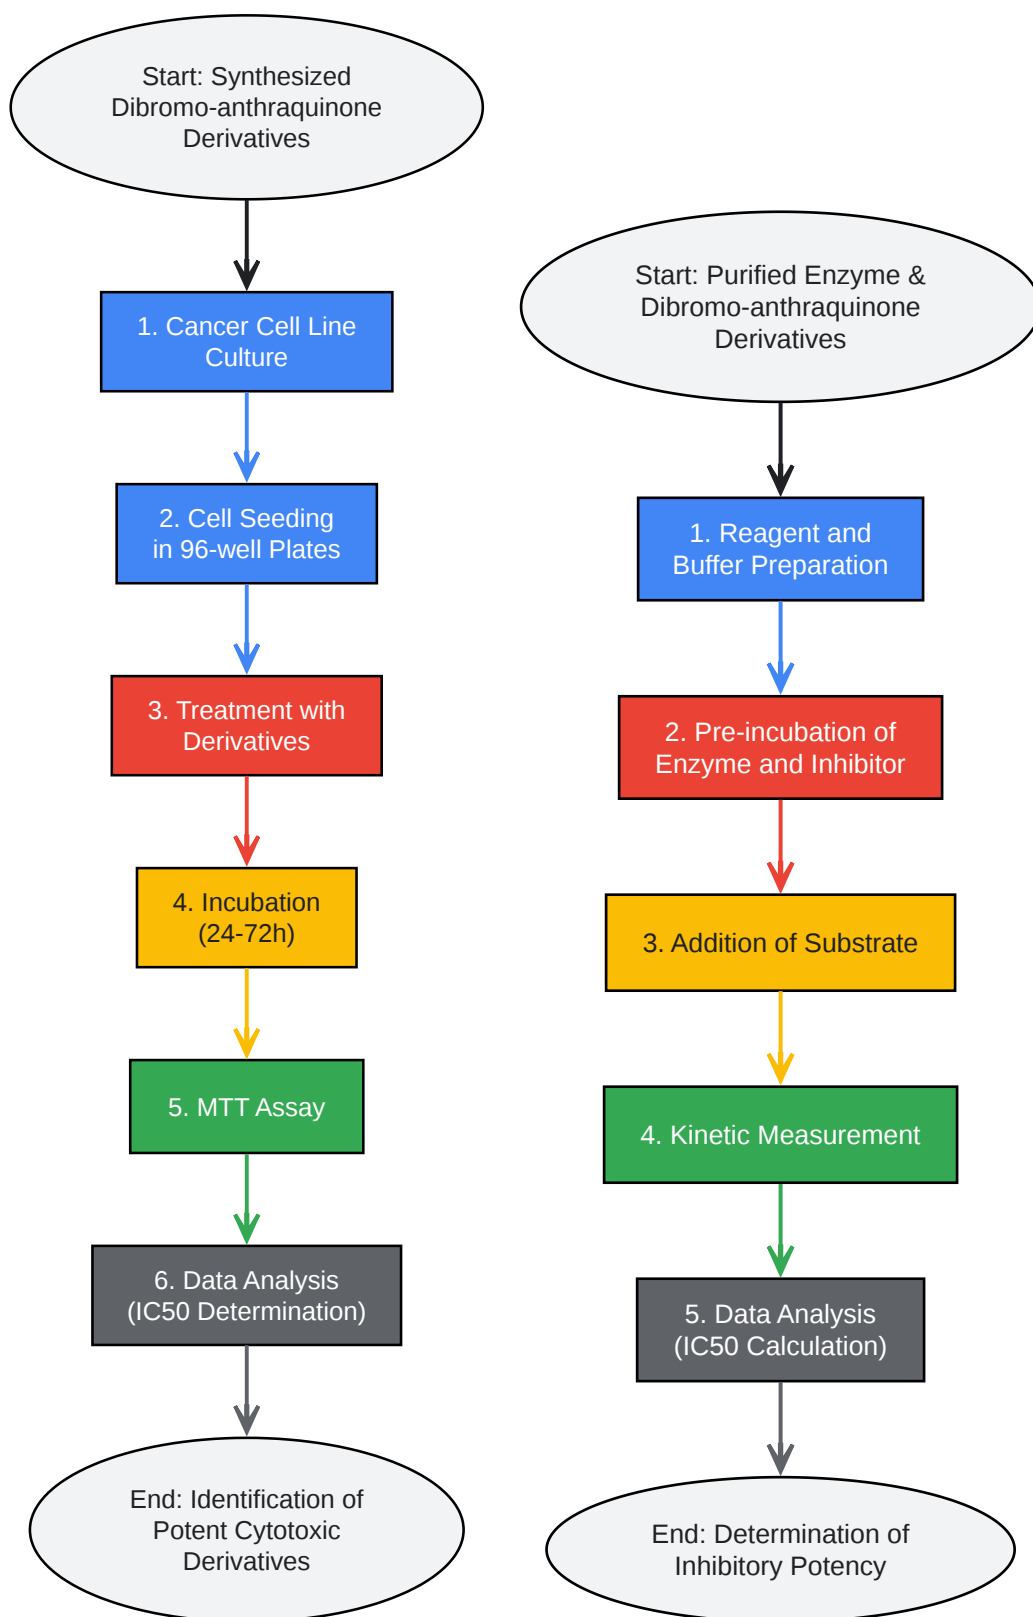 Start: Synthesized
Dibromo-anthraquinone
Derivatives
1. Cancer Cell Line
Culture
2. Cell Seeding
in 96-well Plates
3. Treatment with
Derivatives
4. Incubation
(24-72h)
5. MTT Assay
6. Data Analysis
(IC50 Determination)
End: Identification of
Potent Cytotoxic
Derivatives
Start: Purified Enzyme &
Dibromo-anthraquinone
Derivatives
1. Reagent and
Buffer Preparation
2. Pre-incubation of
Enzyme and Inhibitor
3. Addition of Substrate
4. Kinetic Measurement
5. Data Analysis
(IC50 Calculation)
End: Determination of
Inhibitory Potency